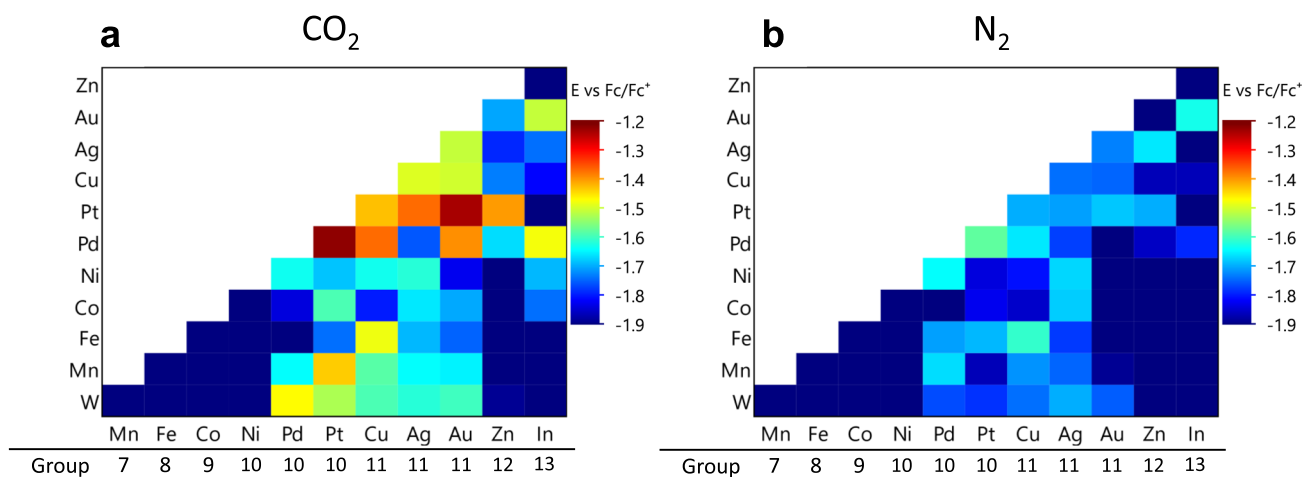 a
CO2
Zn
Au
Ag
Cu
Pt
Pd
Ni
Co
Fe
Mn
W
E vs Fc/Fc+
-1.2
-1.3
-1.4
-1.5
-1.6
-1.7
-1.8
-1.9
Mn Fe Co Ni Pd Pt Cu Ag Au Zn In
Group 7 8 9 10 10 10 11 11 11 12 13
b
N2
Zn
Au
Ag
Cu
Pt
Pd
Ni
Co
Fe
Mn
W
E vs Fc/Fc+
-1.2
-1.3
-1.4
-1.5
-1.6
-1.7
-1.8
-1.9
Mn Fe Co Ni Pd Pt Cu Ag Au Zn In
Group 7 8 9 10 10 10 11 11 11 12 13